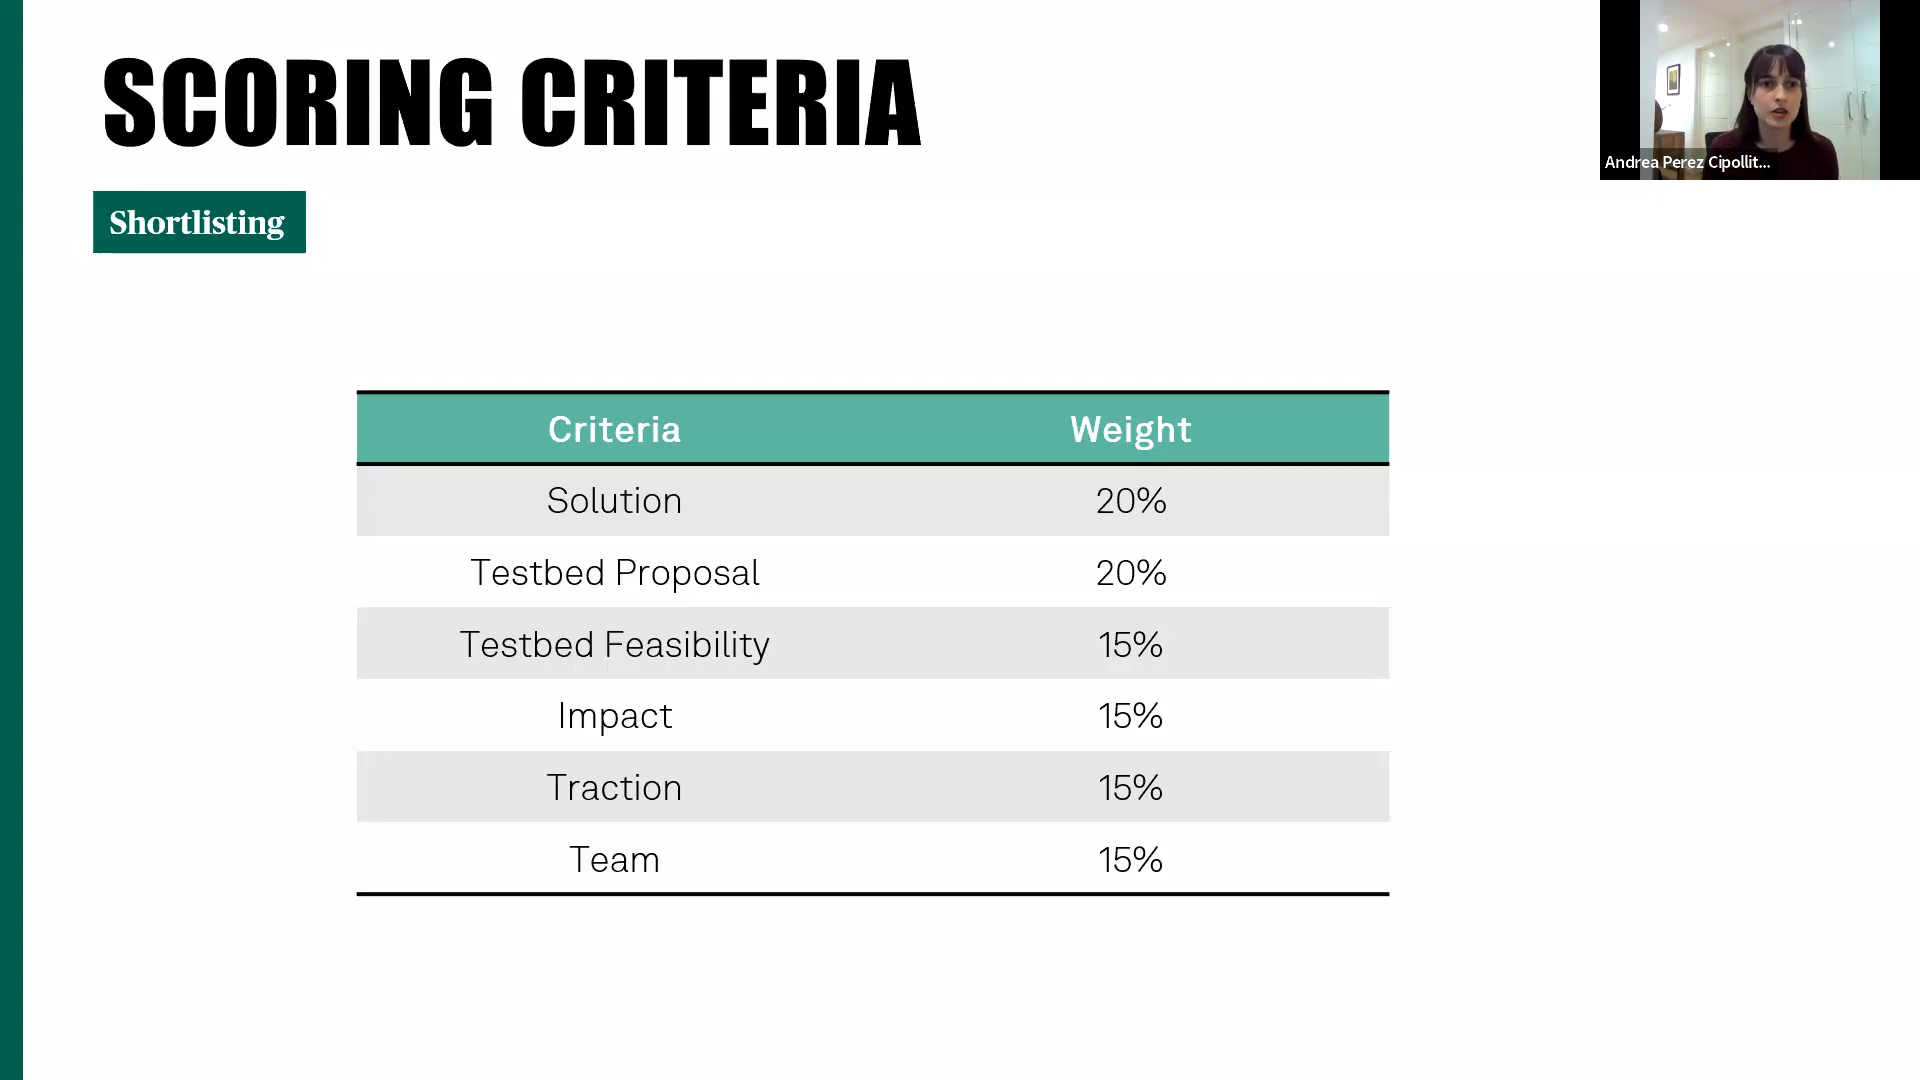 SCORING CRITERIA
Andrea Perez Cipollit...
Shortlisting
Criteria Weight
Solution 20%
Testbed Proposal 20%
Testbed Feasibility 15%
Impact 15%
Traction 15%
Team 15%